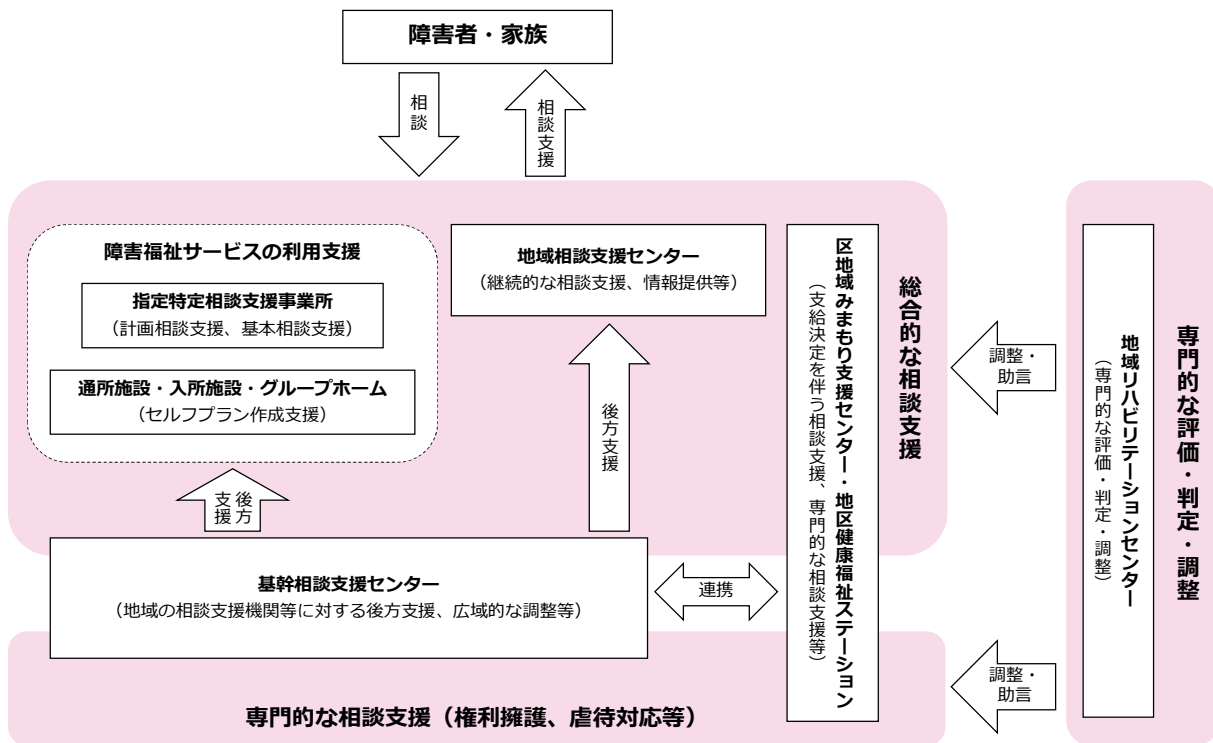 障害者・家族
相談
相談支援
障害福祉サービスの利用支援
指定特定相談支援事業所
（計画相談支援、基本相談支援）
通所施設・入所施設・グループホーム
（セルフプラン作成支援）
地域相談支援センター
（継続的な相談支援、情報提供等）
区地域みまもり支援センター・地区健康福祉ステーション
（支給決定を伴う相談支援、専門的な相談支援等）
総合的な相談支援
調整・
助言
地域リハビリテーションセンター
（専門的な評価・判定・調整）
専門的な評価・判定・調整
後方
支援
後方支援
基幹相談支援センター
（地域の相談支援機関等に対する後方支援、広域的な調整等）
連携
調整・
助言
専門的な相談支援（権利擁護、虐待対応等）